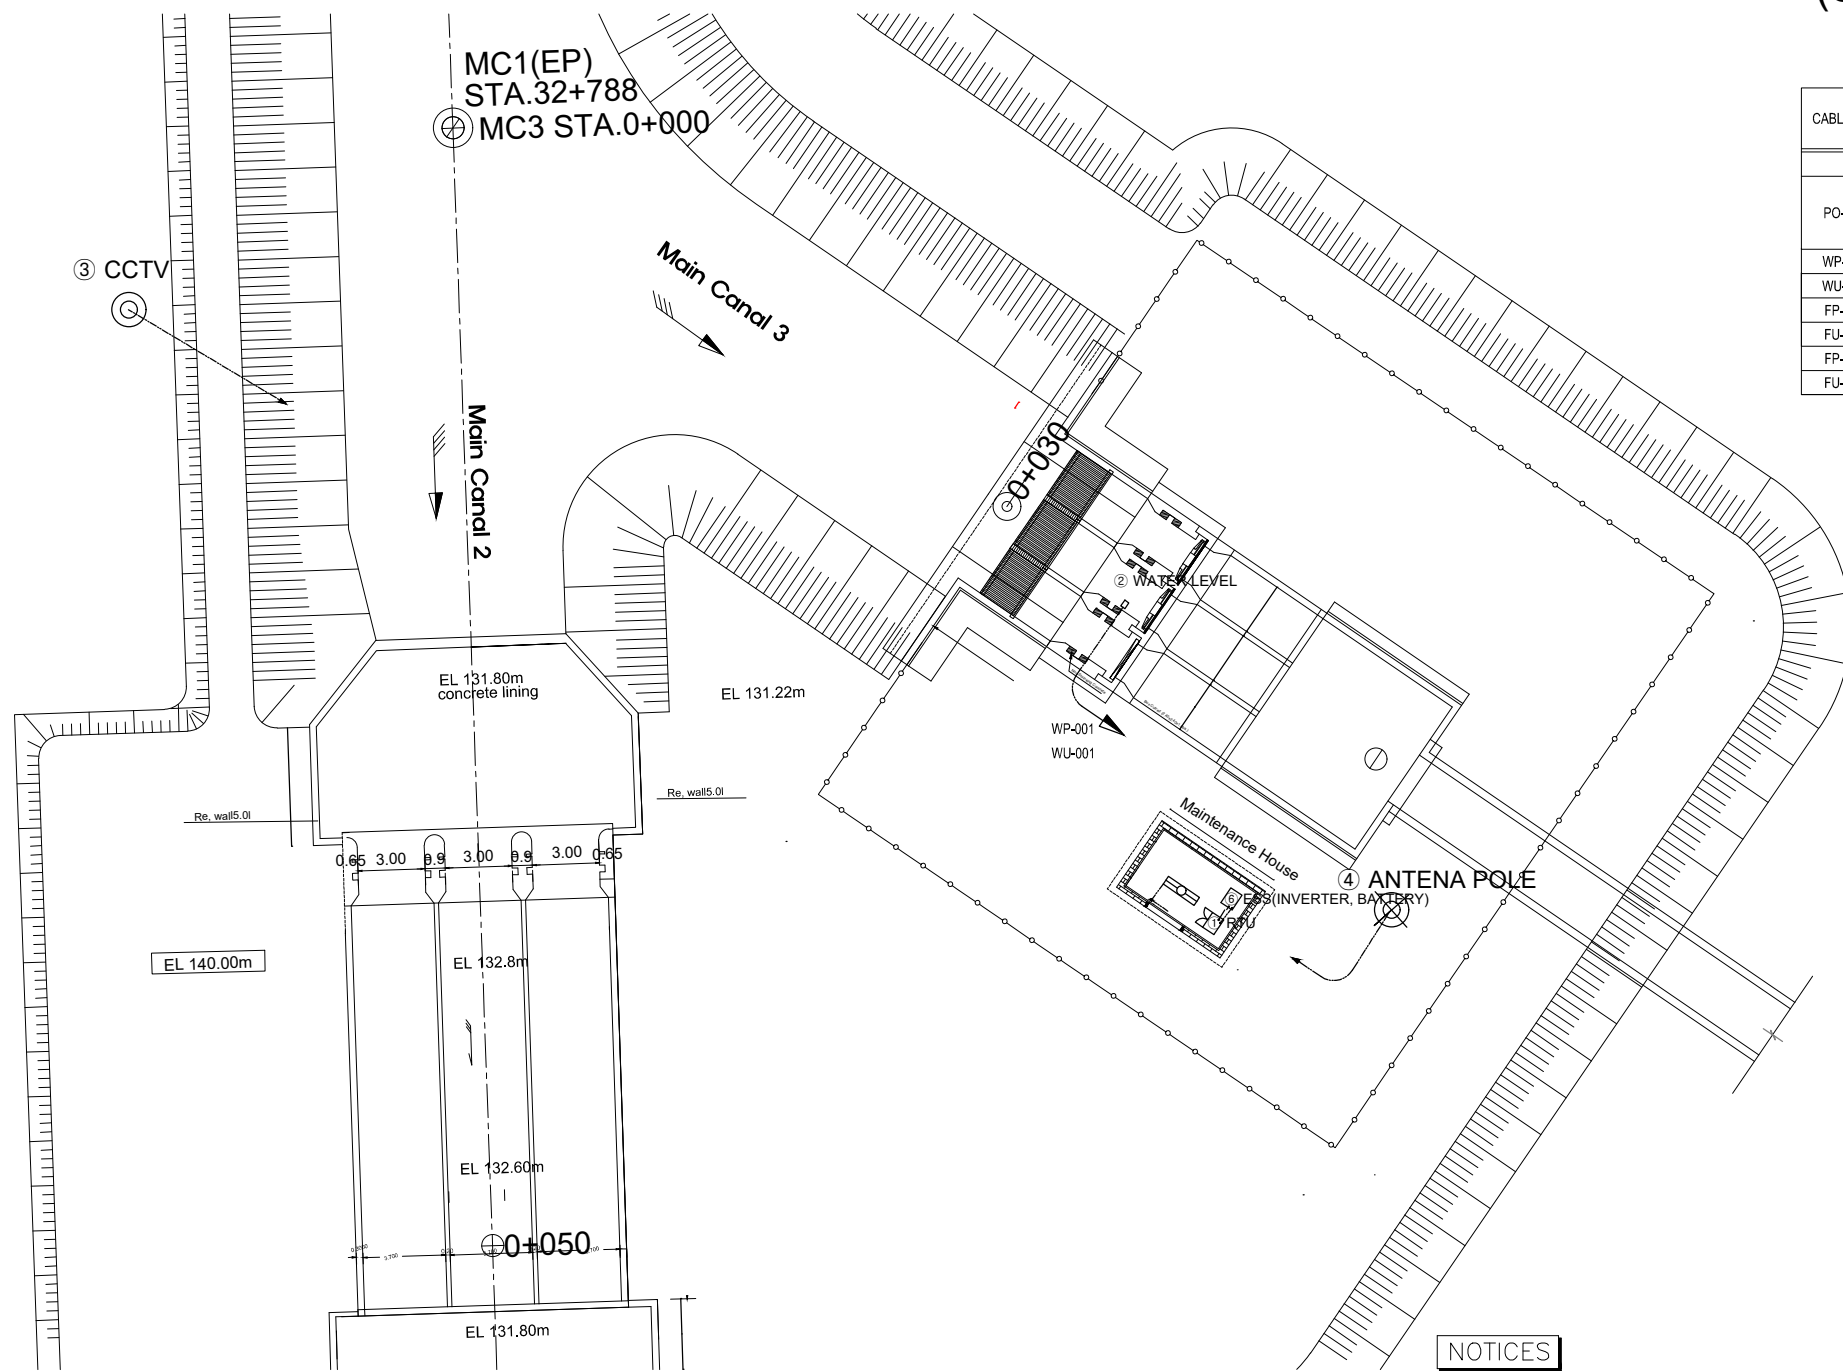 MC1(EP)
STA.32+788
MC3 STA.0+000
③ CCTV
Main Canal 3
Main Canal 2
0+030
② WATER LEVEL
EL 131.80m
concrete lining
EL 131.22m
WP-001
WU-001
Re, wall5.0l
Re, wall5.0l
0.65 3.00 0.9 3.00 0.9 3.00 0.65
Maintenance House
④ ANTENA POLE
⑥ ESS(INVERTER, BATTERY)
① RTU
EL 140.00m
EL 132.8m
EL 132.60m
0+050
EL 131.80m
NOTICES
CABL
PO-
WP-
WU-
FP-
FU-
FP-
FU-